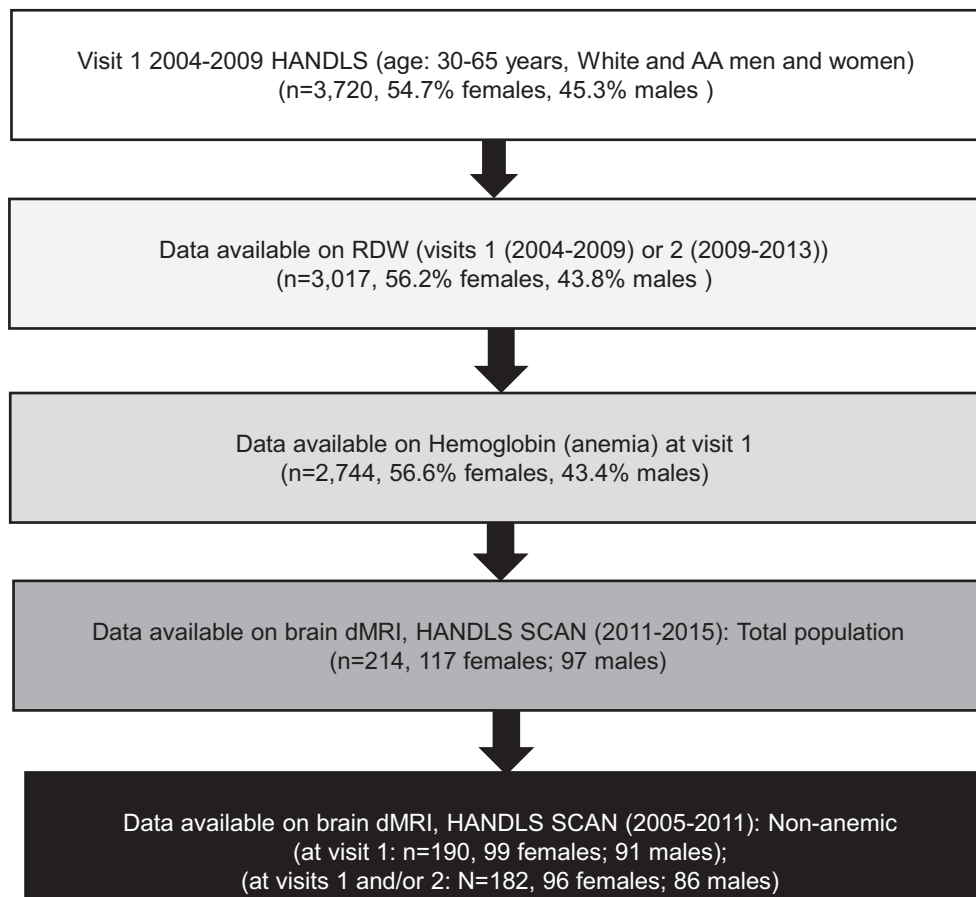 Visit 1 2004-2009 HANDLS (age: 30-65 years, White and AA men and women)
(n=3,720, 54.7% females, 45.3% males )
Data available on RDW (visits 1 (2004-2009) or 2 (2009-2013))
(n=3,017, 56.2% females, 43.8% males )
Data available on Hemoglobin (anemia) at visit 1
(n=2,744, 56.6% females, 43.4% males)
Data available on brain dMRI, HANDLS SCAN (2011-2015): Total population
(n=214, 117 females; 97 males)
Data available on brain dMRI, HANDLS SCAN (2005-2011): Non-anemic
(at visit 1: n=190, 99 females; 91 males);
(at visits 1 and/or 2: N=182, 96 females; 86 males)